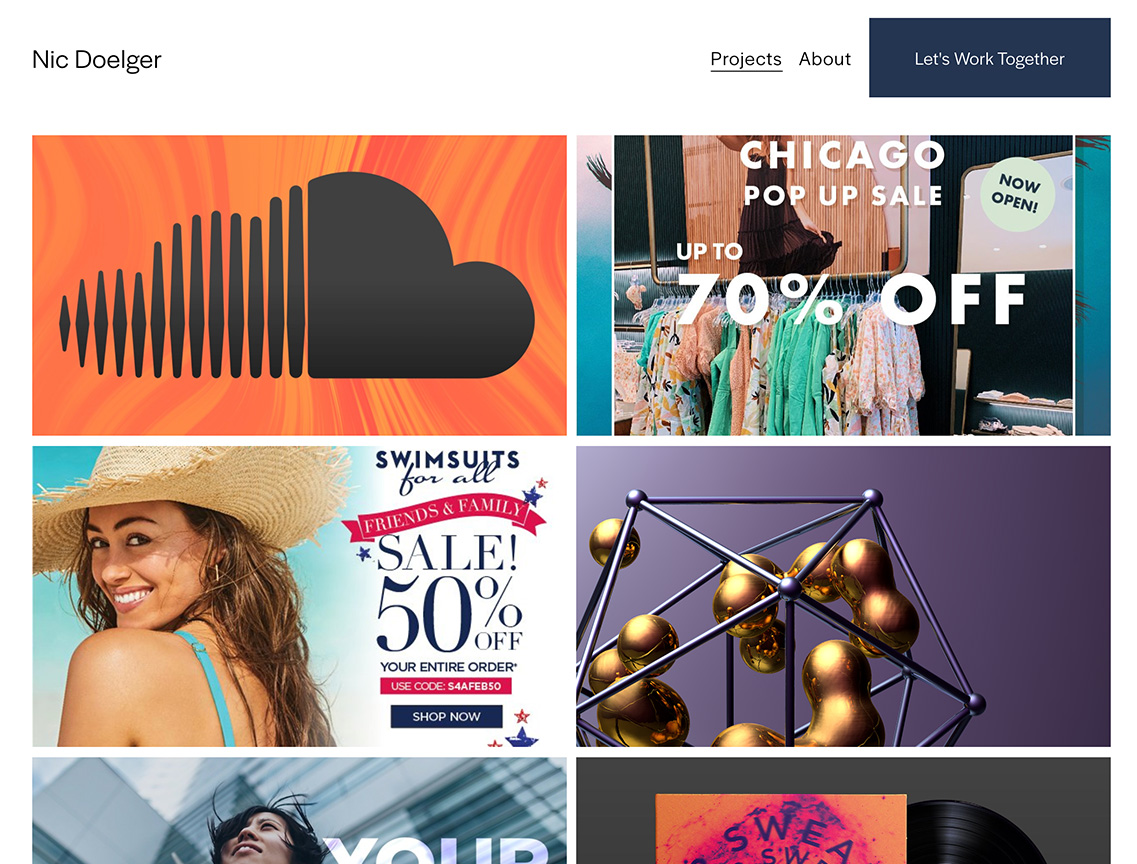 Nic Doelger
Projects
About
Let's Work Together
CHICAGO
POP UP SALE
NOW
OPEN!
UP TO
70% OFF
SWIMSUITS
for all
FRIENDS & FAMILY
SALE!
50%
OFF
YOUR ENTIRE ORDER*
USE CODE: S4AFEB50
SHOP NOW
YOUR
SWEA
SW